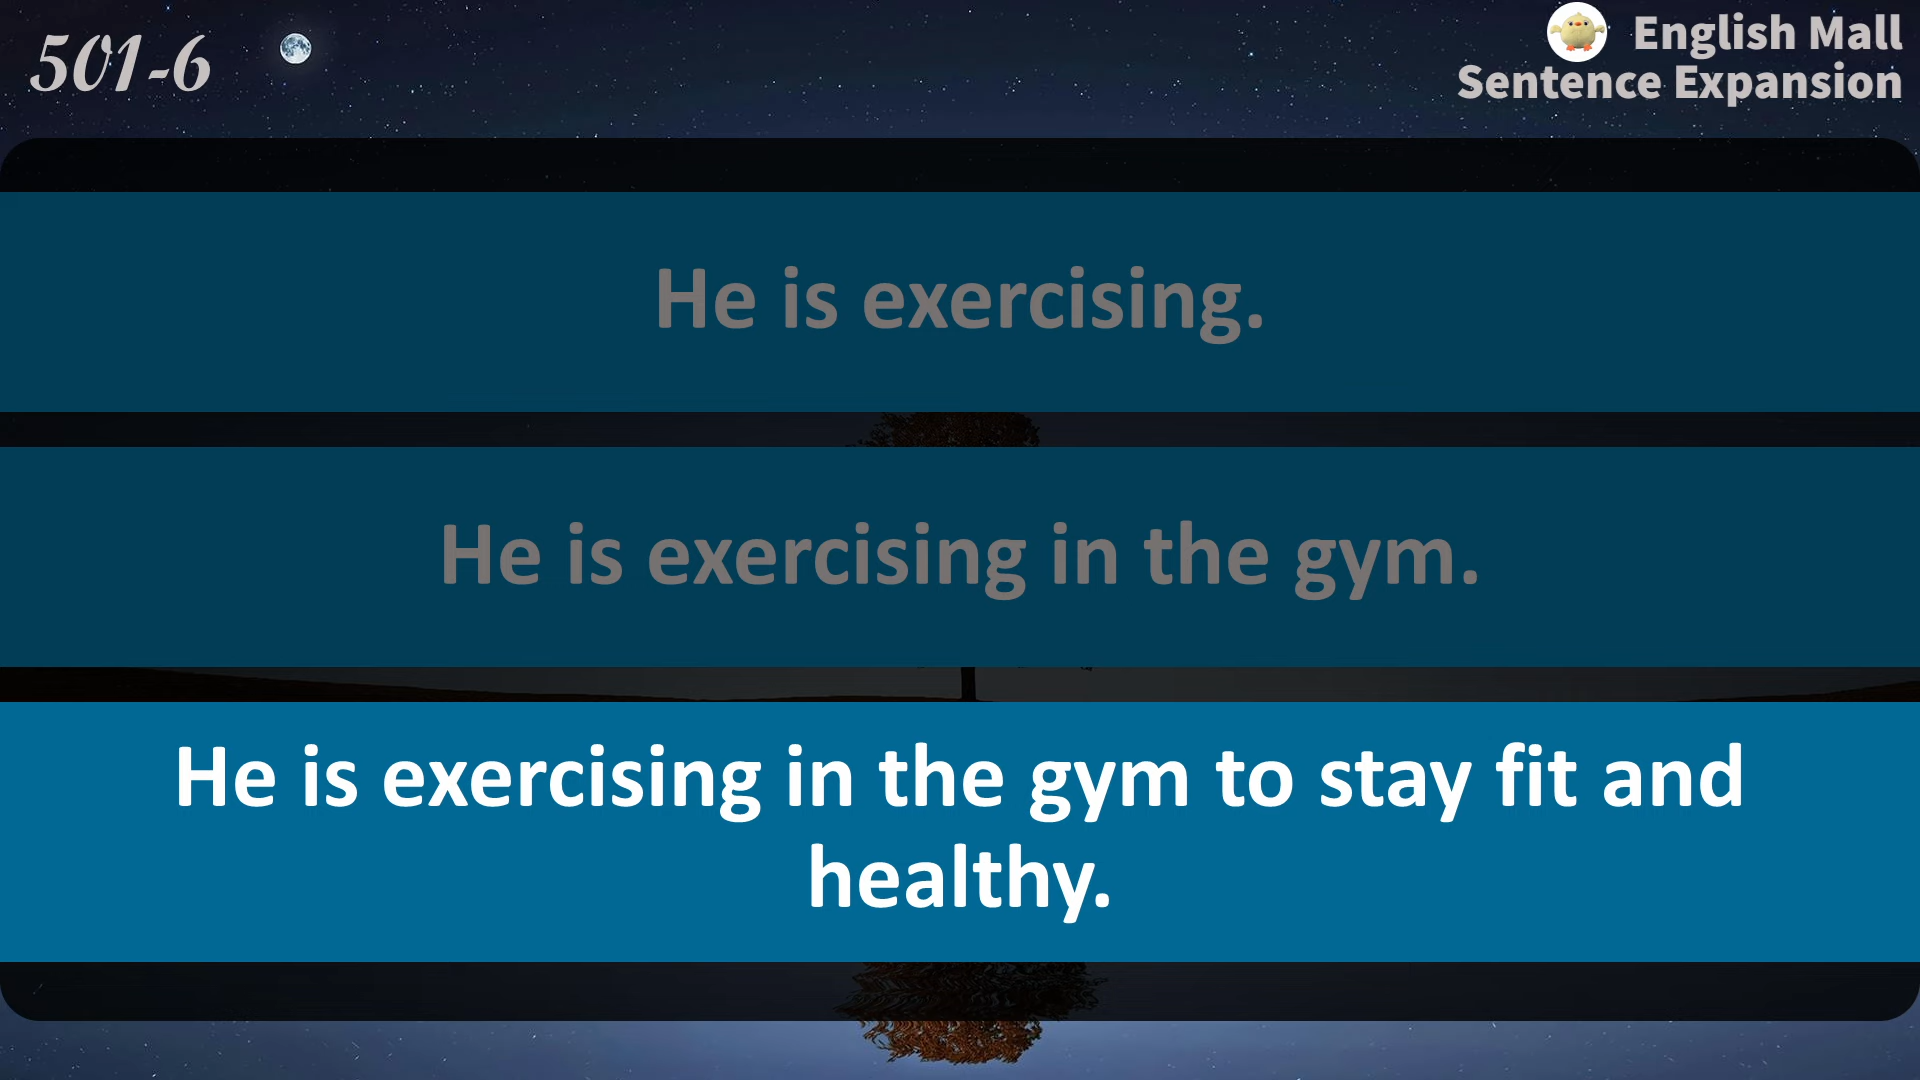 501-6
English Mall
Sentence Expansion
He is exercising.
He is exercising in the gym.
He is exercising in the gym to stay fit and
healthy.